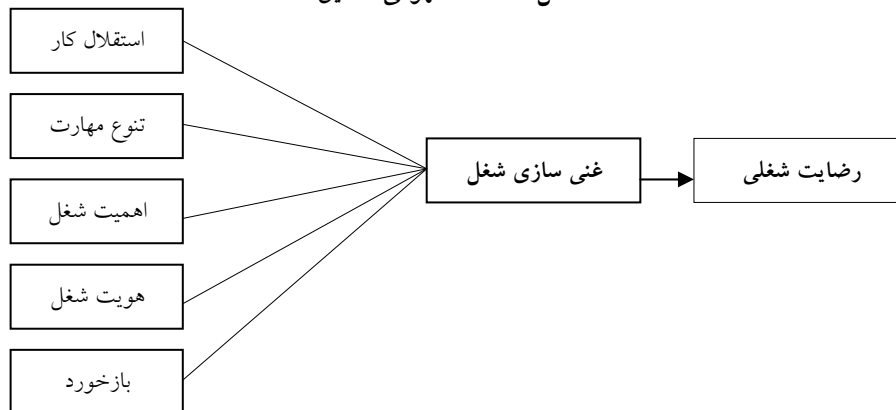 استقلال کار
تنوع مهارت
اهمیت شغل
هویت شغل
بازخورد
غنی سازی شغل
رضایت شغلی